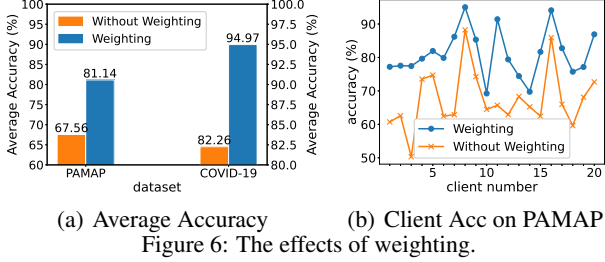 100
95
90
85
80
75
70
65
60
Average Accuracy (%)
Without Weighting
Weighting
67.56
81.14
82.26
94.97
PAMAP
COVID-19
dataset
100.0
97.5
95.0
92.5
90.0
87.5
85.0
82.5
80.0
Average Accuracy (%)
90
80
70
60
50
accuracy (%)
Weighting
Without Weighting
5
10
15
20
client number
(a) Average Accuracy
(b) Client Acc on PAMAP
Figure 6: The effects of weighting.